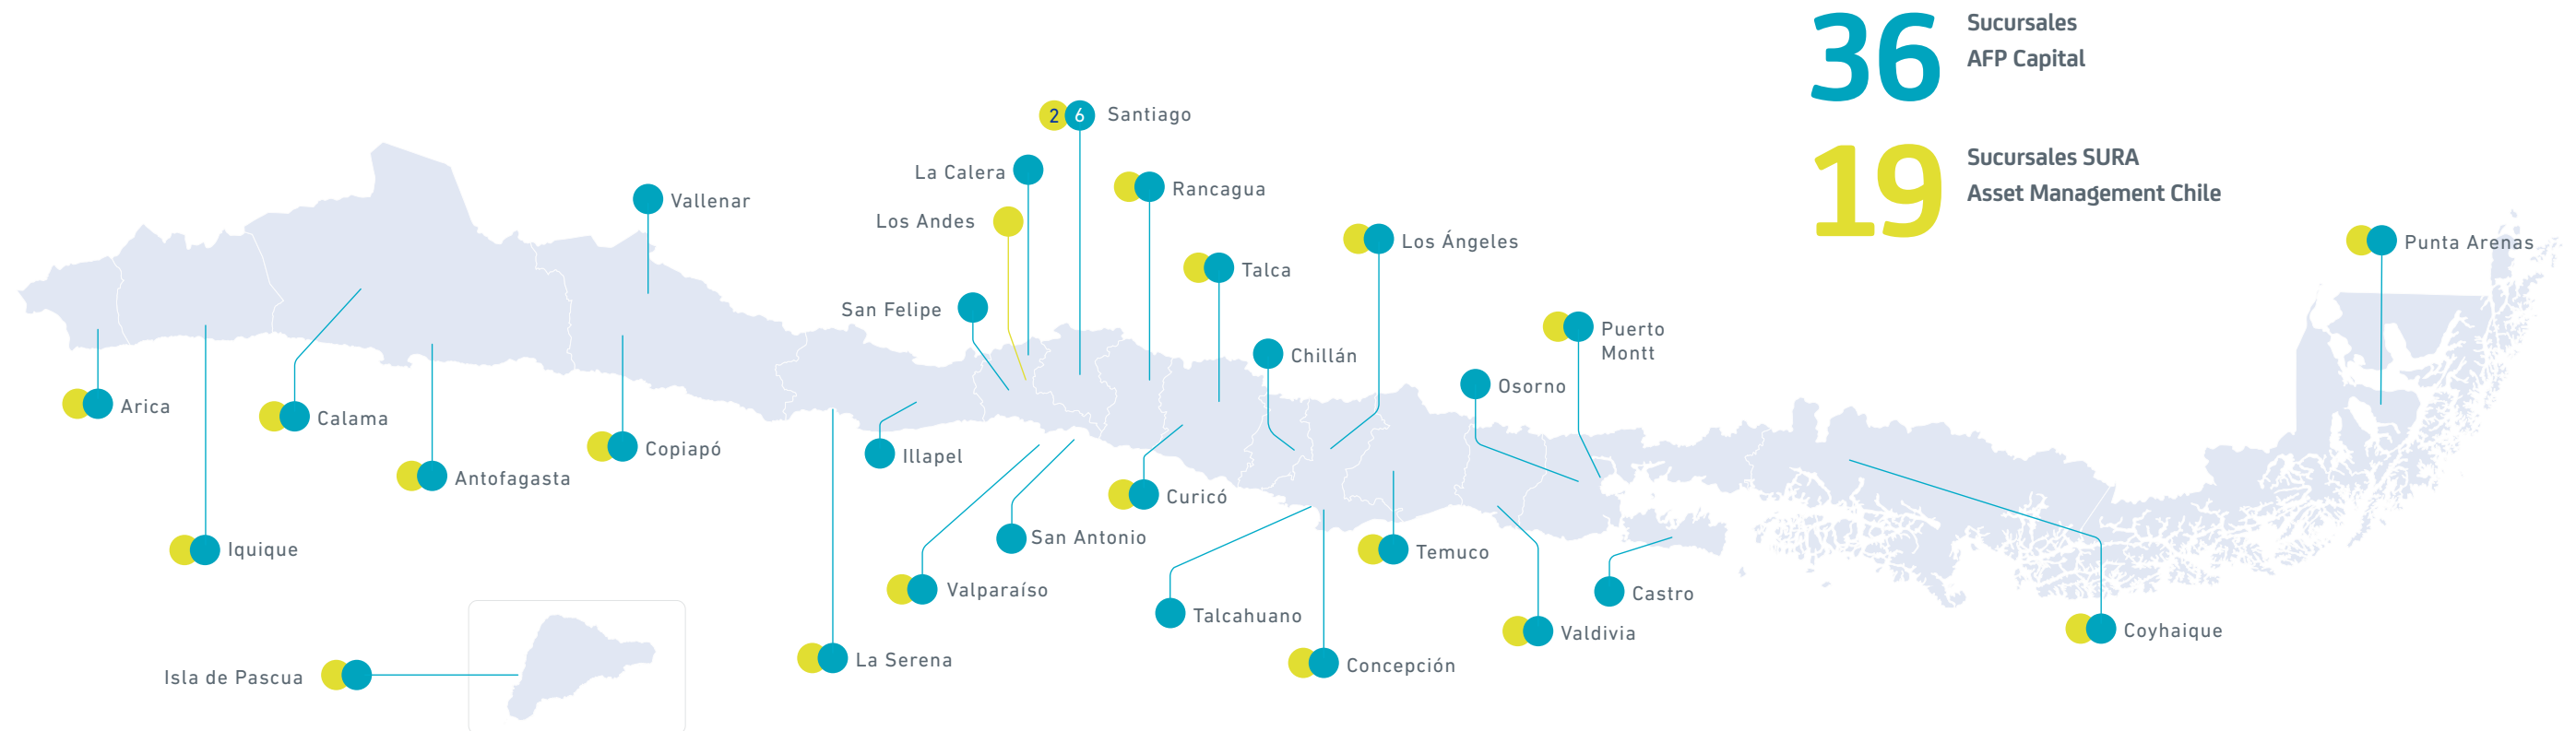 36
Sucursales
AFP Capital
19
Sucursales SURA
Asset Management Chile
2 6 Santiago
La Calera
Rancagua
Vallenar
Los Andes
Los Ángeles
Punta Arenas
Talca
San Felipe
Puerto
Montt
Chillán
Osorno
Arica
Calama
Copiapó
Illapel
Antofagasta
Curicó
San Antonio
Iquique
Temuco
Valparaíso
Castro
Talcahuano
Valdivia
Coyhaique
La Serena
Concepción
Isla de Pascua